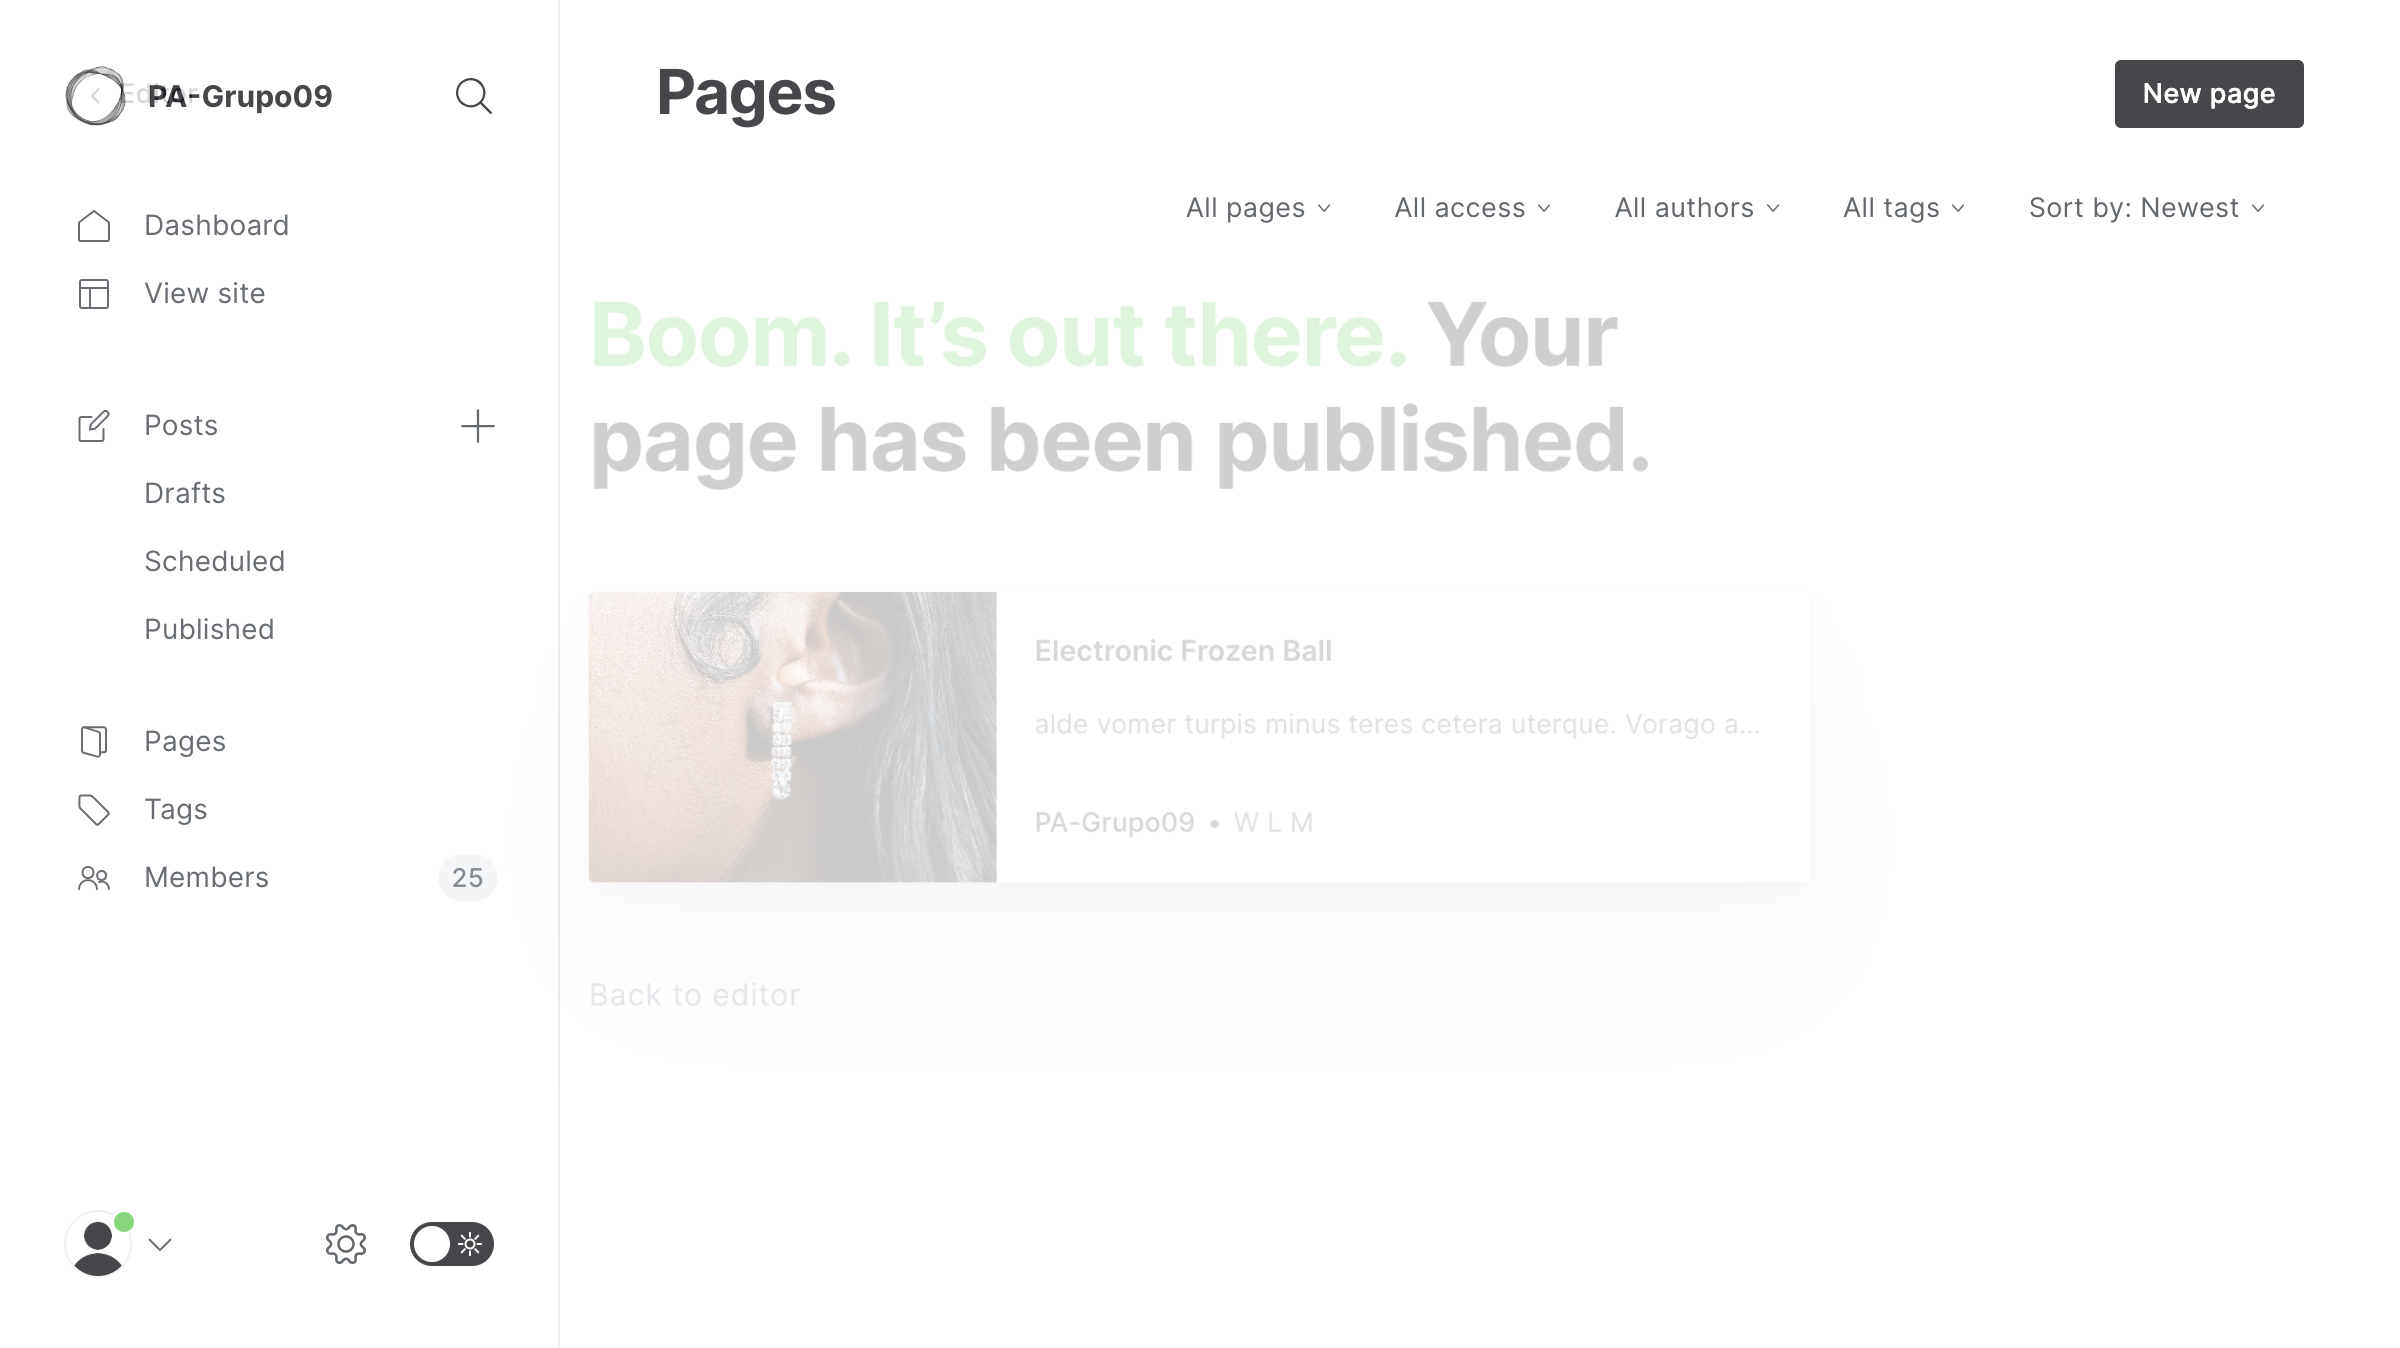 Editor
PA-Grupo09
Pages
New page
Dashboard
View site
All pages
All access
All authors
All tags
Sort by: Newest
Boom. It’s out there. Your
page has been published.
Posts
Drafts
Scheduled
Published
Electronic Frozen Ball
alde vomer turpis minus teres cetera uterque. Vorago a...
PA-Grupo09 • W L M
Pages
Tags
Members
25
Back to editor